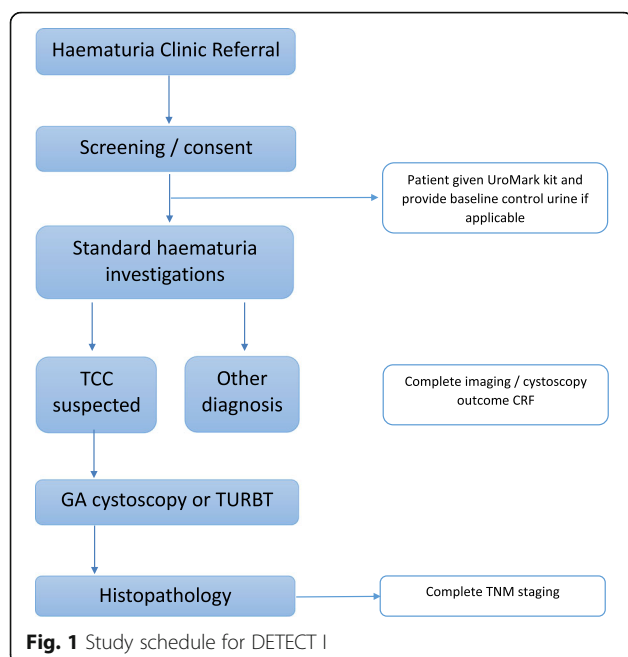 Haematuria Clinic Referral
Screening / consent
Patient given UroMark kit and
provide baseline control urine if
applicable
Standard haematuria
investigations
TCC
suspected
Other
diagnosis
Complete imaging / cystoscopy
outcome CRF
GA cystoscopy or TURBT
Histopathology
Complete TNM staging
Fig. 1 Study schedule for DETECT I